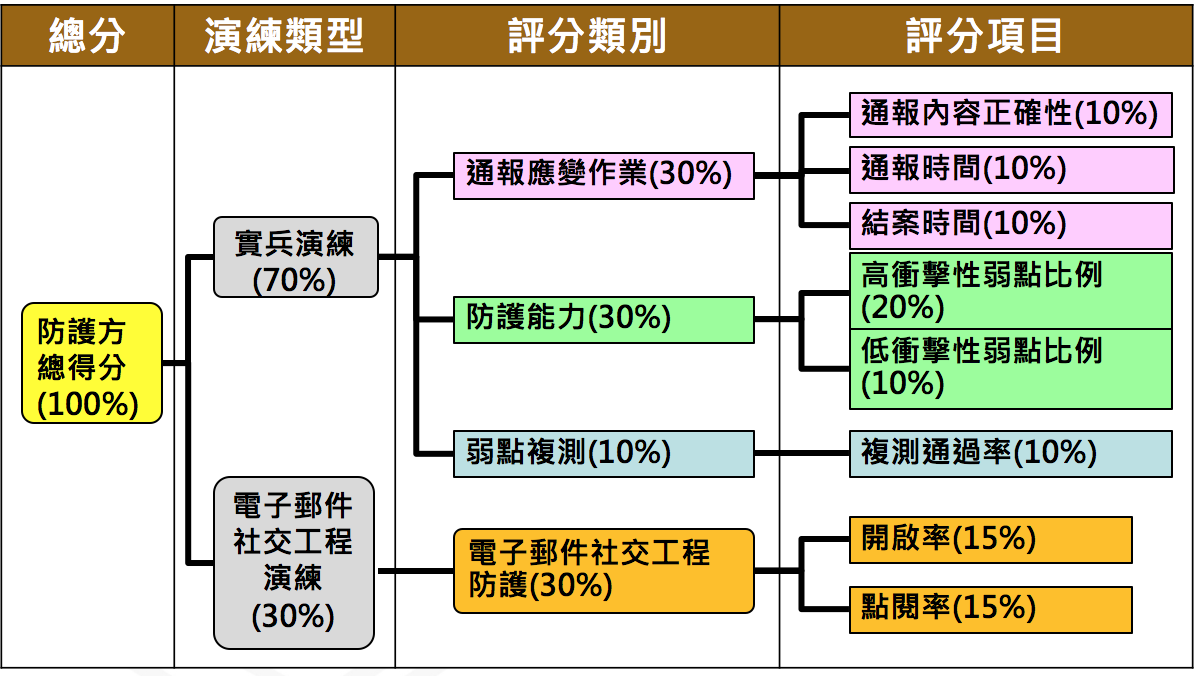 總分
演練類型
評分類別
評分項目
防護方
總得分
(100%)
實兵演練
(70%)
電子郵件
社交工程
演練
(30%)
通報應變作業(30%)
防護能力(30%)
弱點複測(10%)
電子郵件社交工程
防護(30%)
通報內容正確性(10%)
通報時間(10%)
結案時間(10%)
高衝擊性弱點比例
(20%)
低衝擊性弱點比例
(10%)
複測通過率(10%)
開啟率(15%)
點閱率(15%)